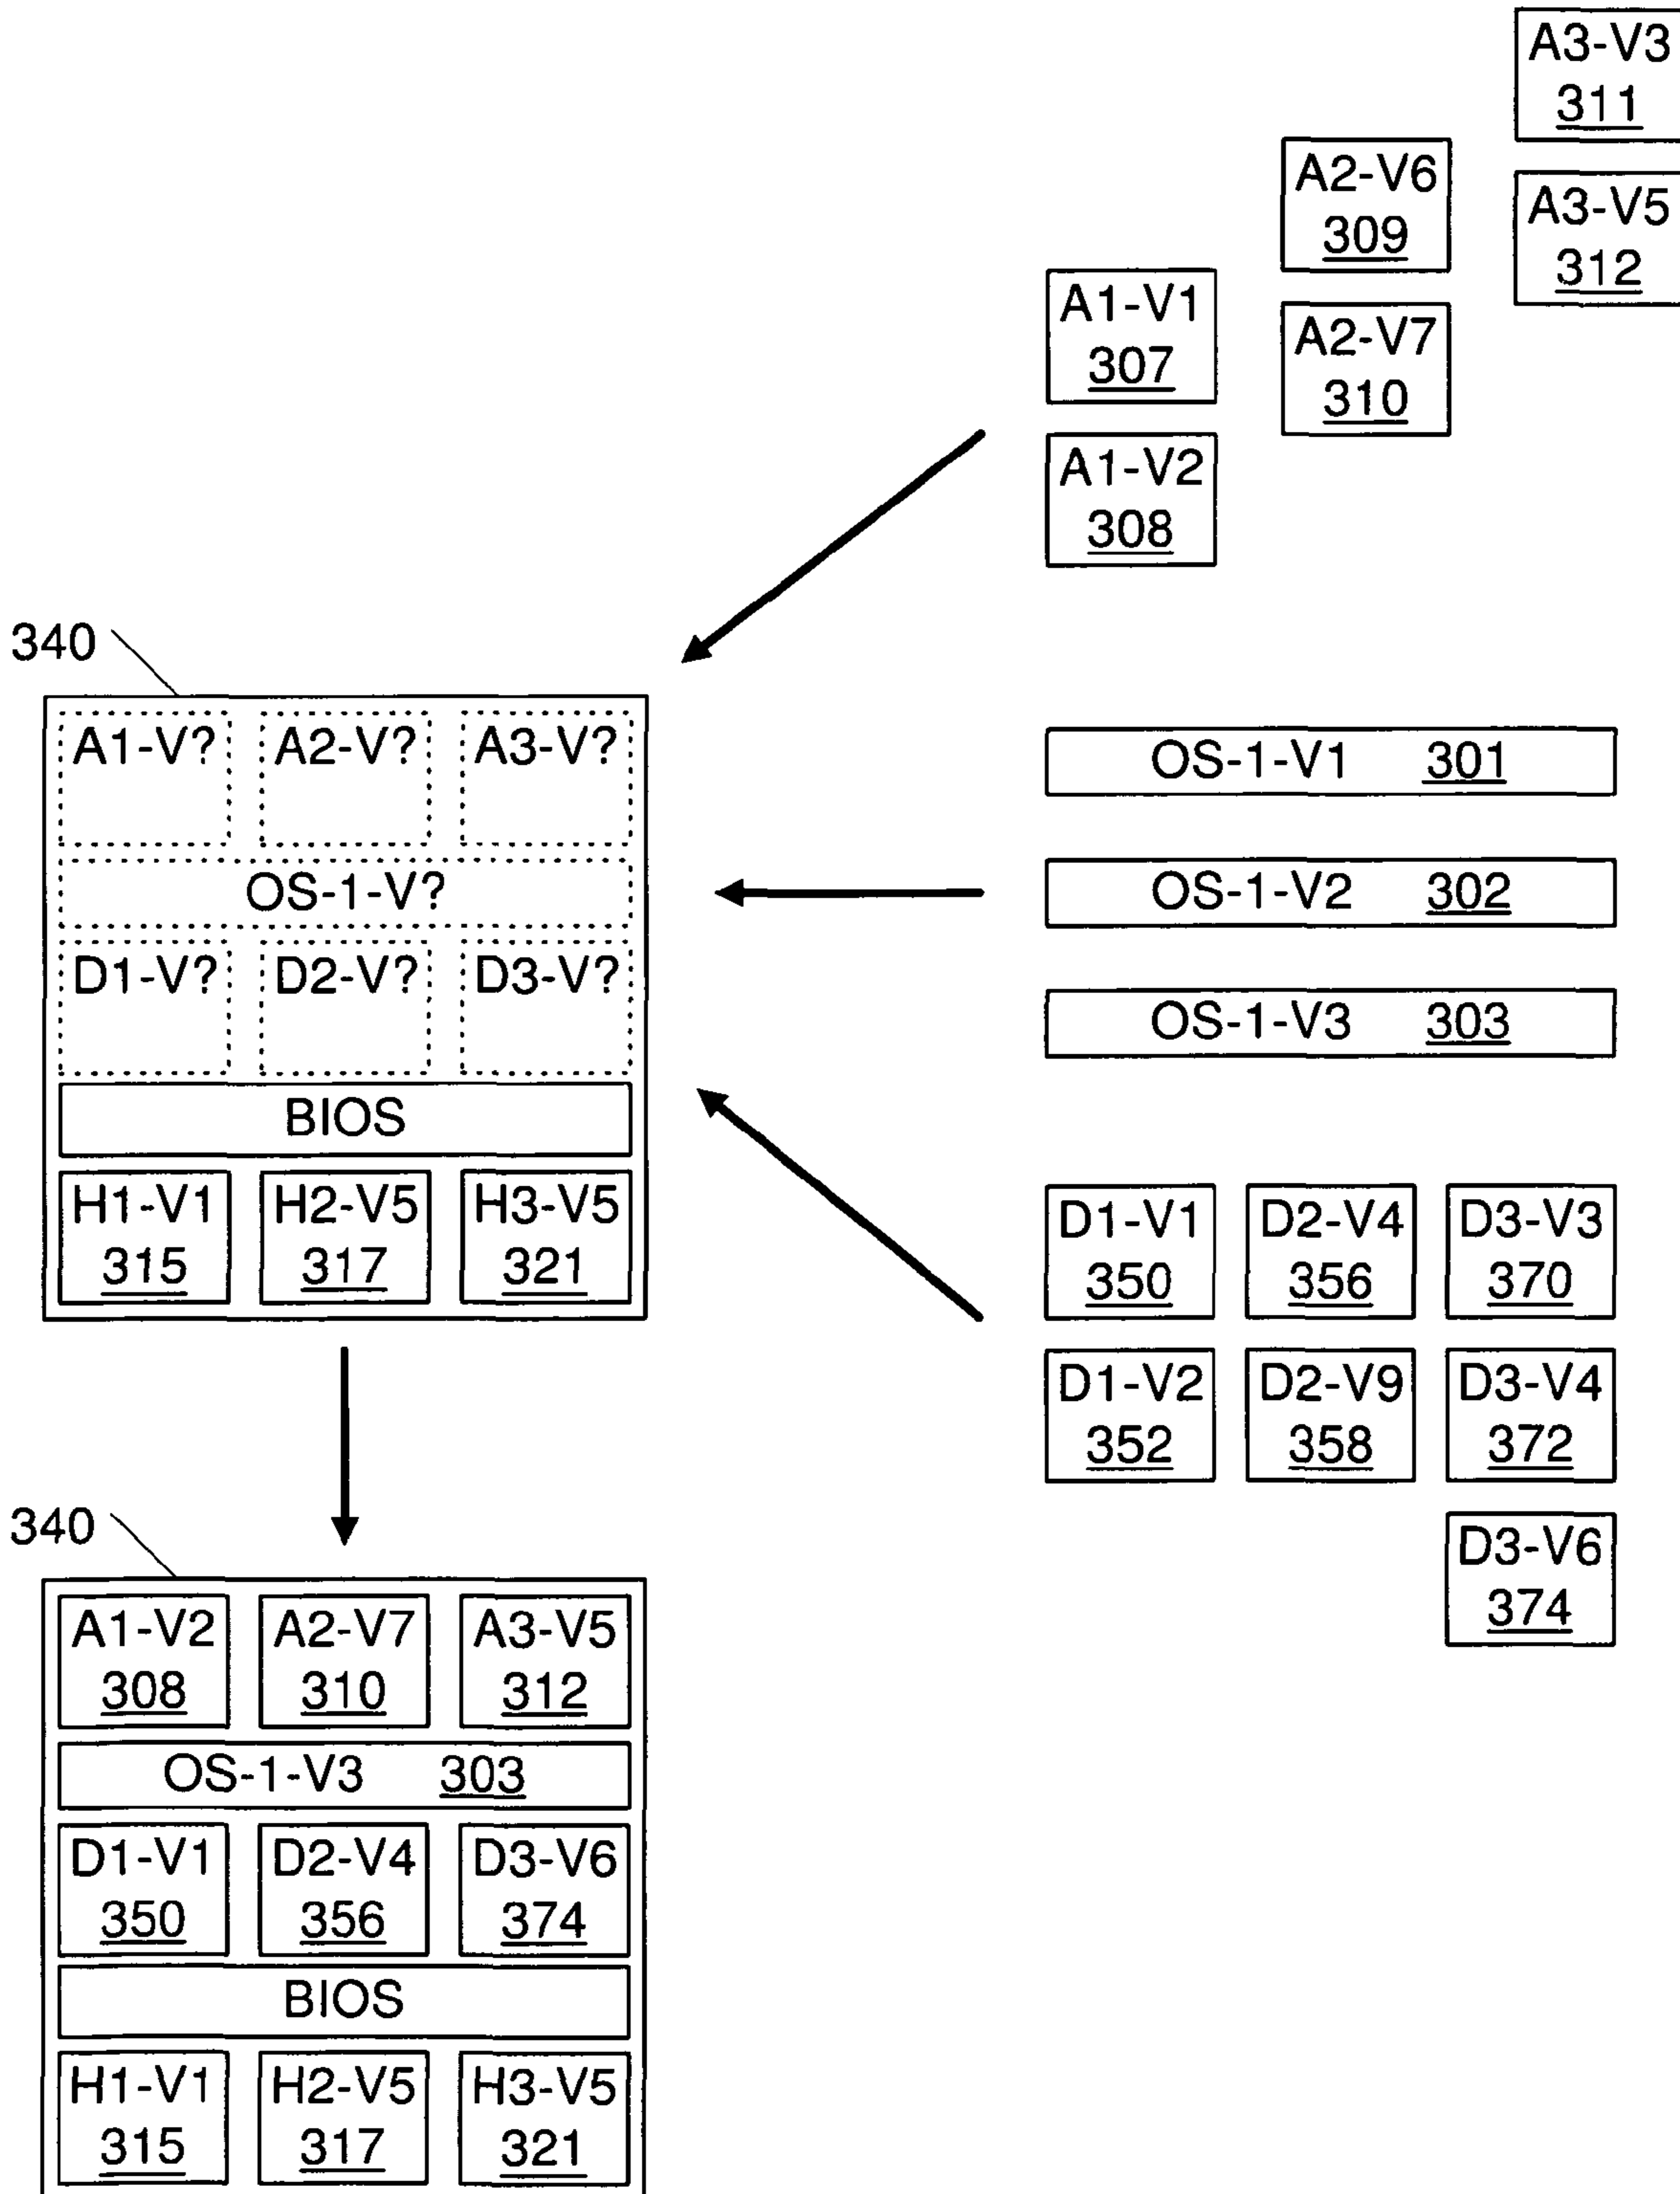 A3-V3
311
A2-V6
309
A3-V5
312
A1-V1
307
A2-V7
310
A1-V2
308
340
A1-V? A2-V? A3-V?
OS-1-V?
D1-V? D2-V? D3-V?
BIOS
H1-V1 H2-V5 H3-V5
315 317 321
OS-1-V1 301
OS-1-V2 302
OS-1-V3 303
D1-V1 D2-V4 D3-V3
350 356 370
D1-V2 D2-V9 D3-V4
352 358 372
D3-V6
374
340
A1-V2 A2-V7 A3-V5
308 310 312
OS-1-V3 303
D1-V1 D2-V4 D3-V6
350 356 374
BIOS
H1-V1 H2-V5 H3-V5
315 317 321